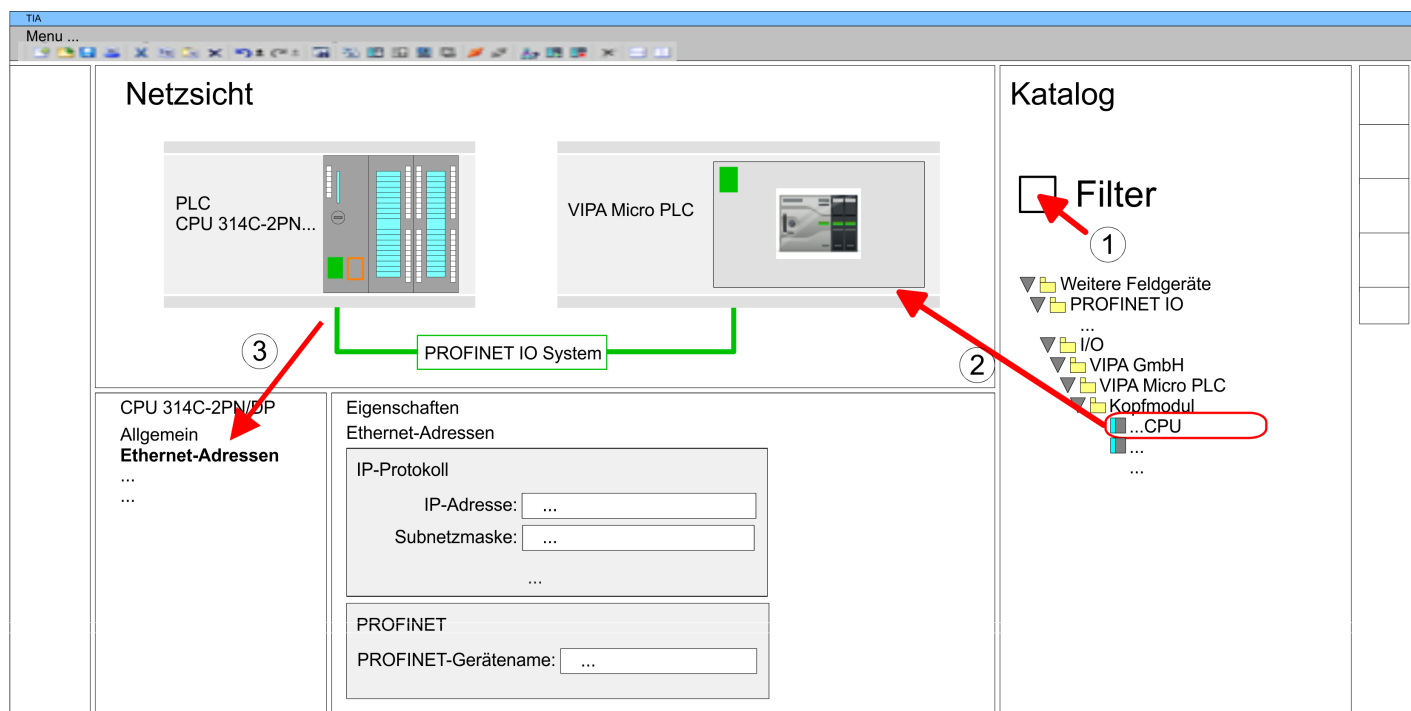 TIA
Menu ...
Netzsicht
Katalog
PLC
CPU 314C-2PN...
VIPA Micro PLC
PROFINET IO System
Filter
1
2
3
Weitere Feldgeräte
PROFINET IO
...
I/O
VIPA GmbH
VIPA Micro PLC
Kopfmodul
...CPU
...
...
CPU 314C-2PN/DP
Allgemein
Ethernet-Adressen
...
...
Eigenschaften
Ethernet-Adressen
IP-Protokoll
IP-Adresse: ...
Subnetzmaske: ...
...
PROFINET
PROFINET-Gerätename: ...